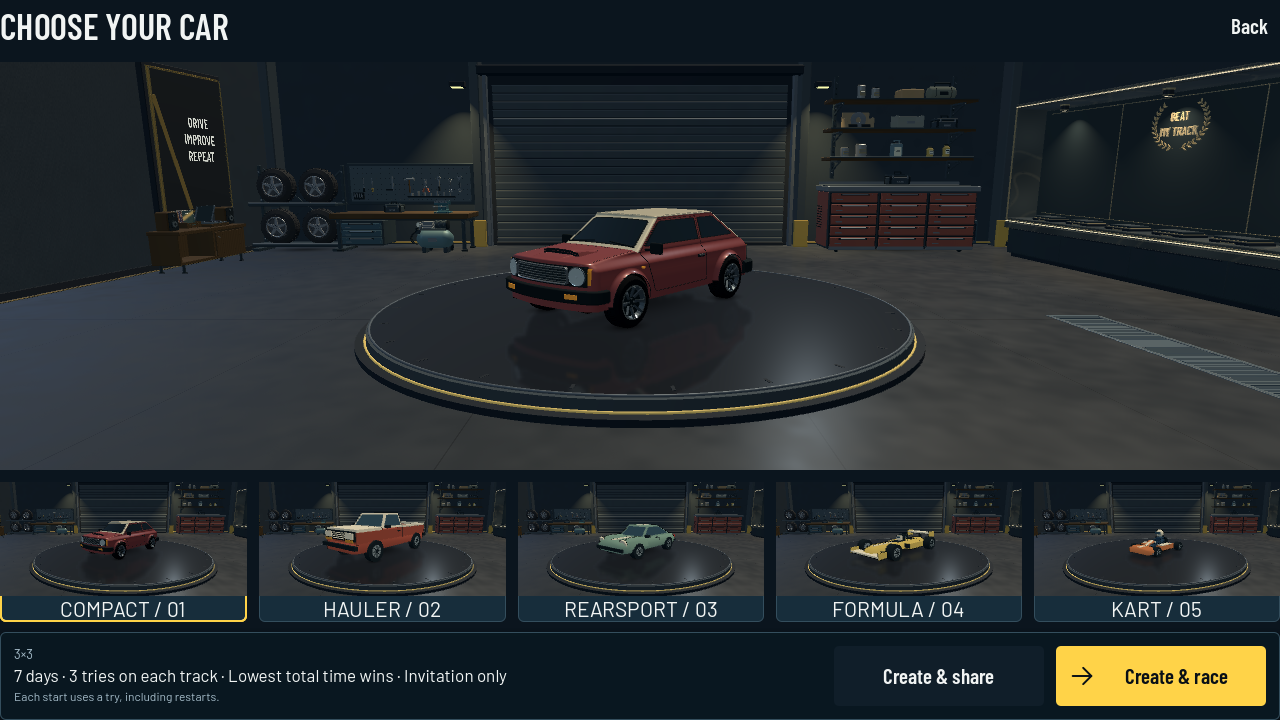 CHOOSE YOUR CAR
Back
DRIVE
IMPROVE
REPEAT
BEAT
MY TRACK
COMPACT / 01
HAULER / 02
REARSPORT / 03
FORMULA / 04
KART / 05
3×3
7 days · 3 tries on each track · Lowest total time wins · Invitation only
Each start uses a try, including restarts.
Create & share
→ Create & race